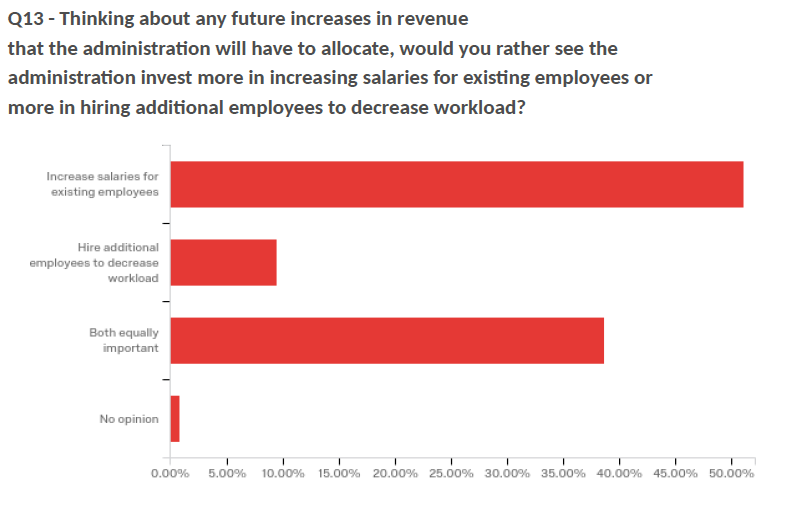 Q13 - Thinking about any future increases in revenue
that the administration will have to allocate, would you rather see the
administration invest more in increasing salaries for existing employees or
more in hiring additional employees to decrease workload?
Increase salaries for
existing employees
Hire additional
employees to decrease
workload
Both equally
important
No opinion
0.00% 5.00% 10.00% 15.00% 20.00% 25.00% 30.00% 35.00% 40.00% 45.00% 50.00%